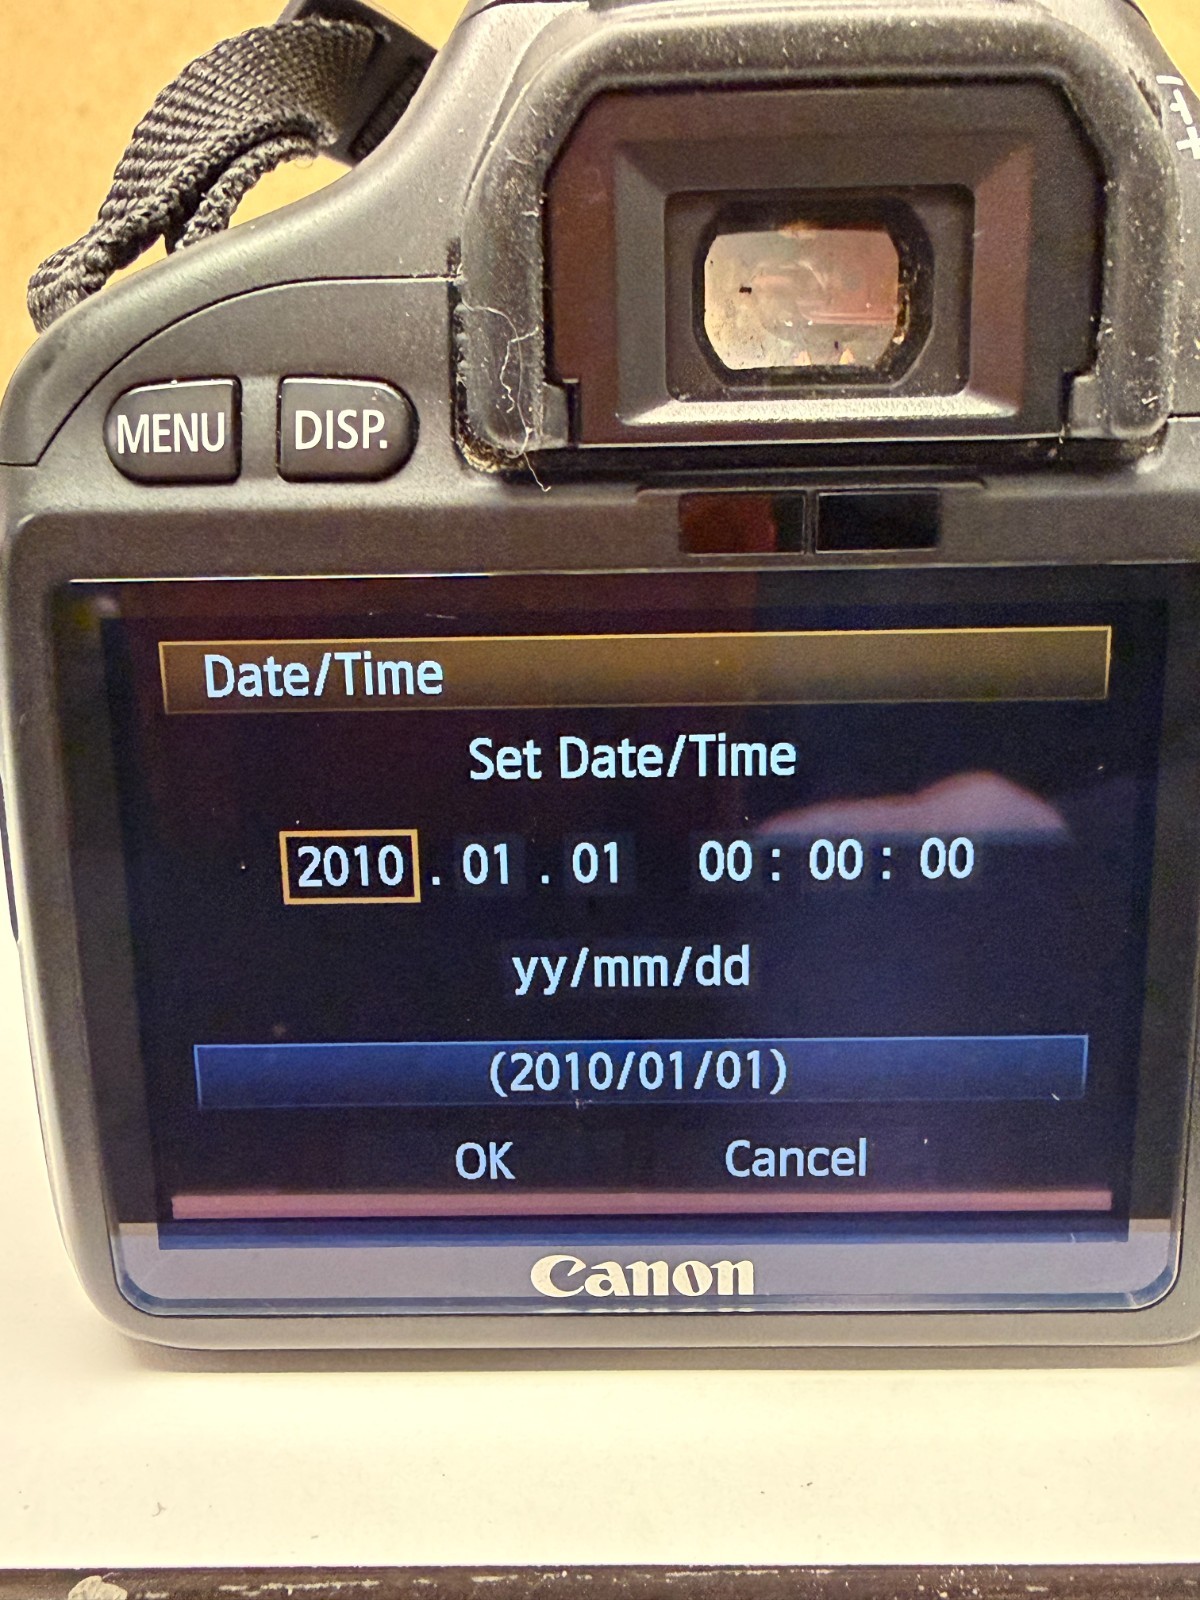 MENU DISP.
Date/Time
Set Date/Time
2010 . 01 . 01 00 : 00 : 00
yy/mm/dd
(2010/01/01)
OK Cancel
Canon